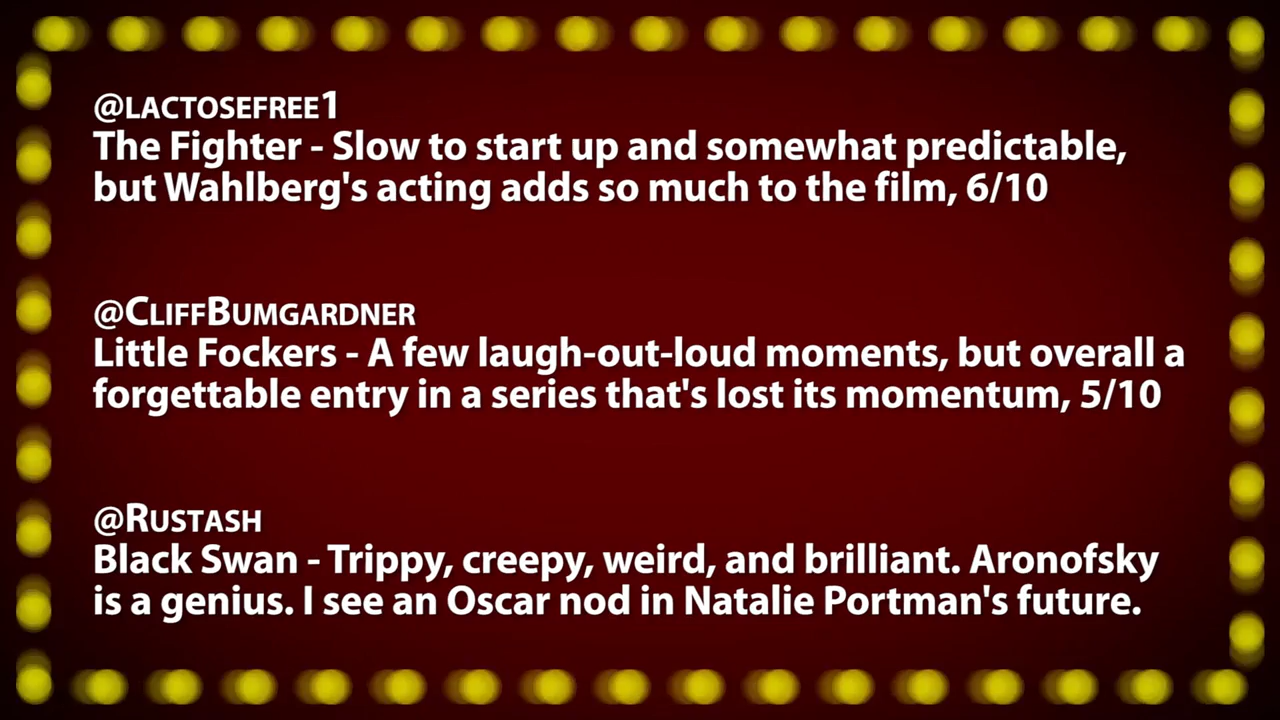 @LACTOSEFREE1
The Fighter - Slow to start up and somewhat predictable,
but Wahlberg's acting adds so much to the film, 6/10
@CLIFFBUMGARDNER
Little Fockers - A few laugh-out-loud moments, but overall a
forgettable entry in a series that's lost its momentum, 5/10
@RUSTASH
Black Swan - Trippy, creepy, weird, and brilliant. Aronofsky
is a genius. I see an Oscar nod in Natalie Portman's future.